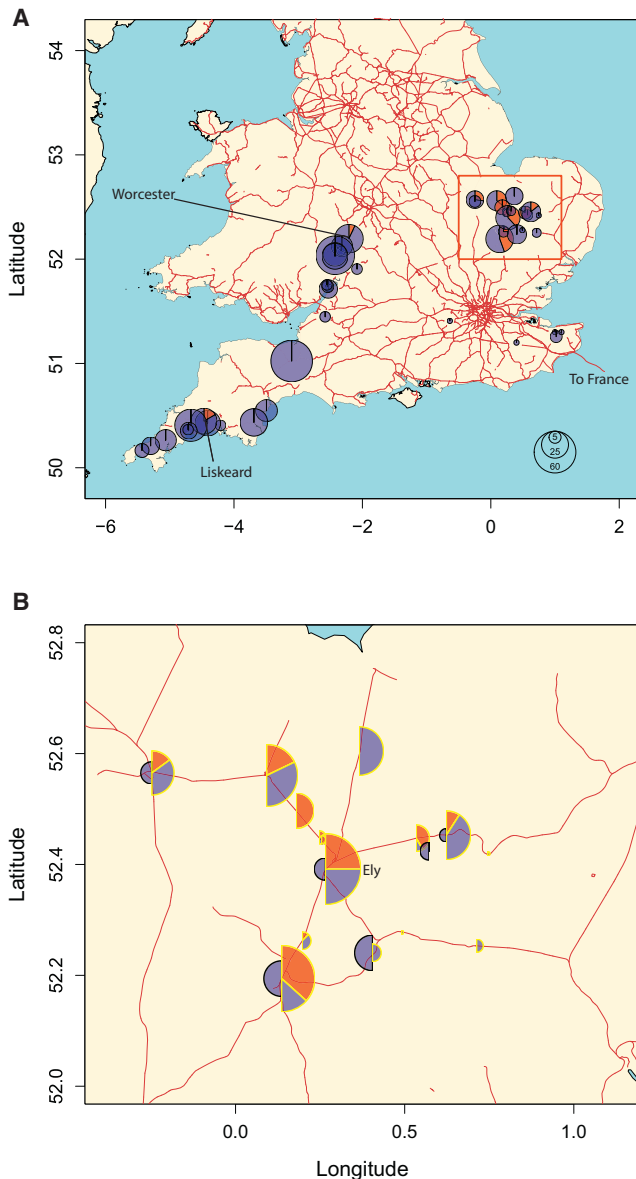 A
54
53
52
51
50
Latitude
Worcester
Liskeard
To France
5
25
60
−6 −4 −2 0 2
B
52.8
52.6
52.4
52.2
52.0
Latitude
Ely
0.0 0.5 1.0
Longitude